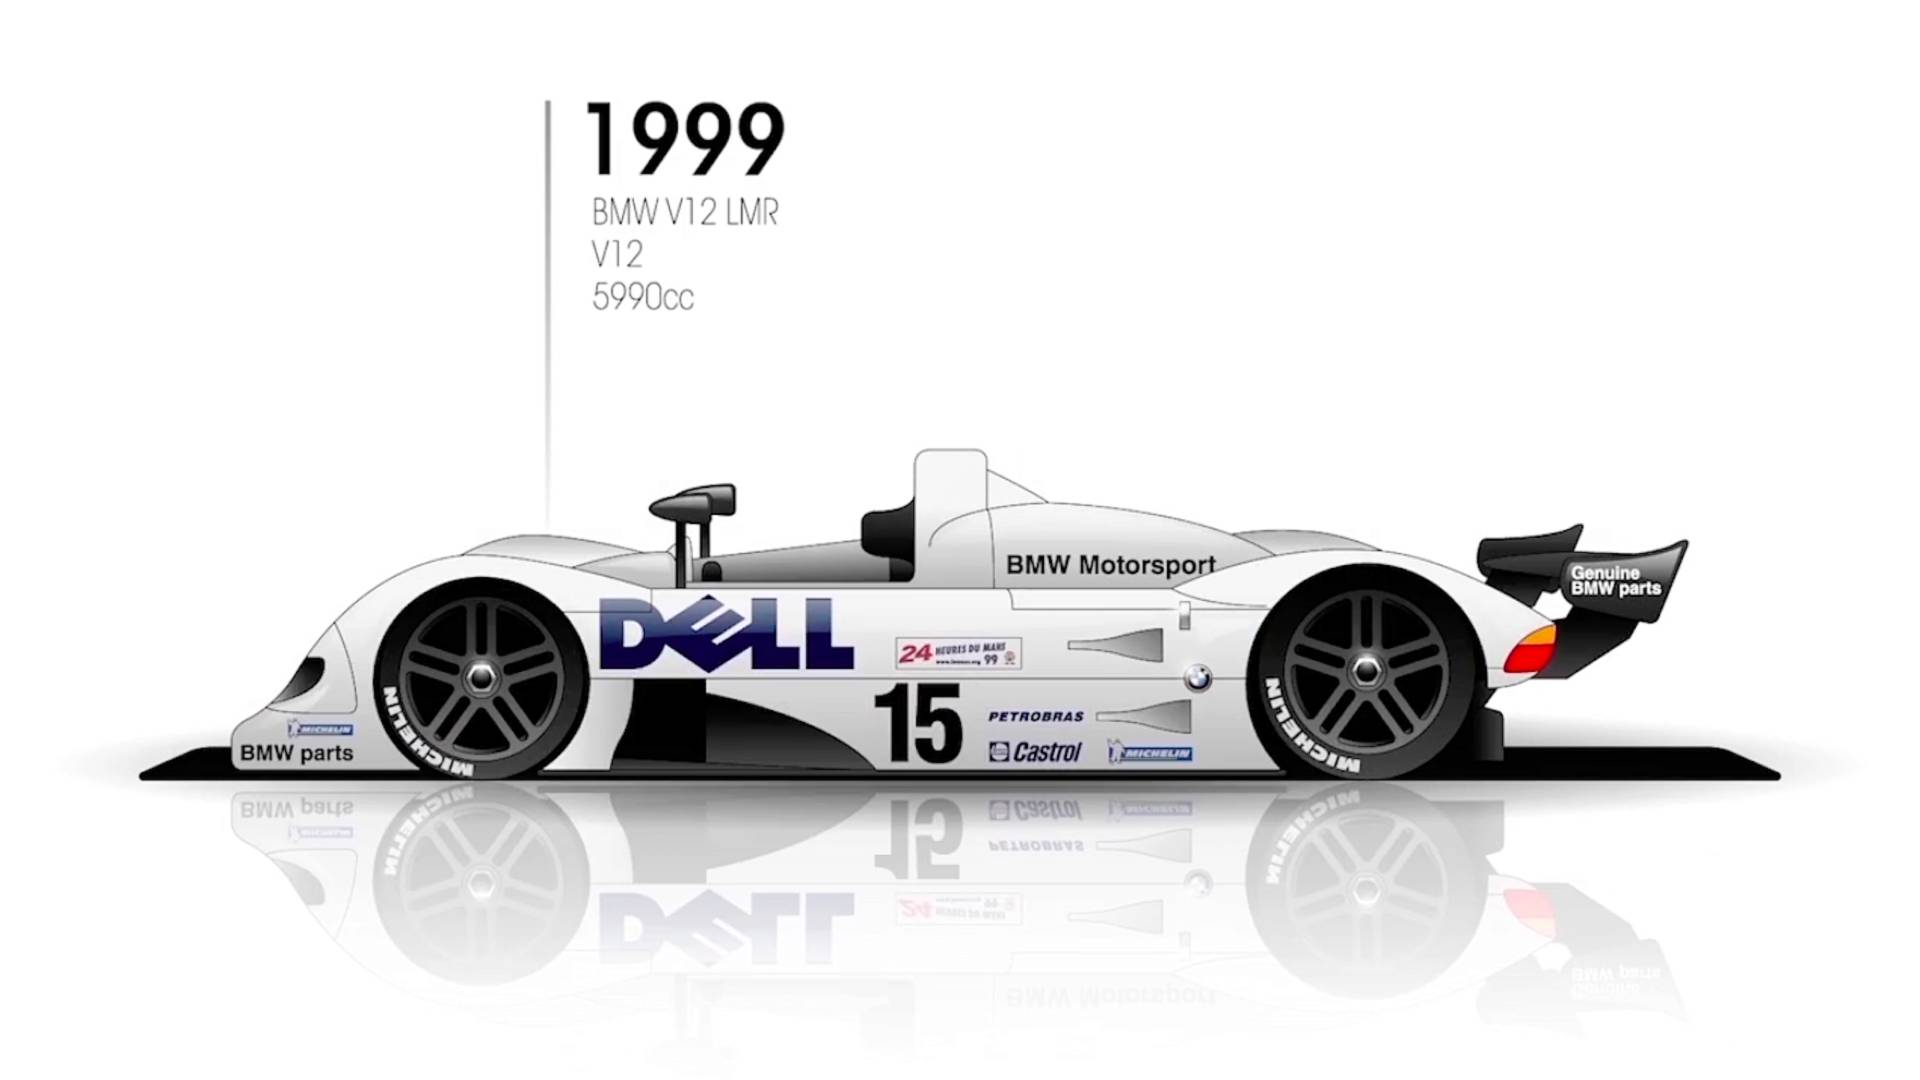 1999
BMW V12 LMR
V12
5990cc
BMW Motorsport
Genuine
BMW parts
DELL
24 HEURES DU MANS
99
15
PETROBRAS
MICHELIN
BMW parts
Castrol
MICHELIN
MICHELIN
MICHELIN